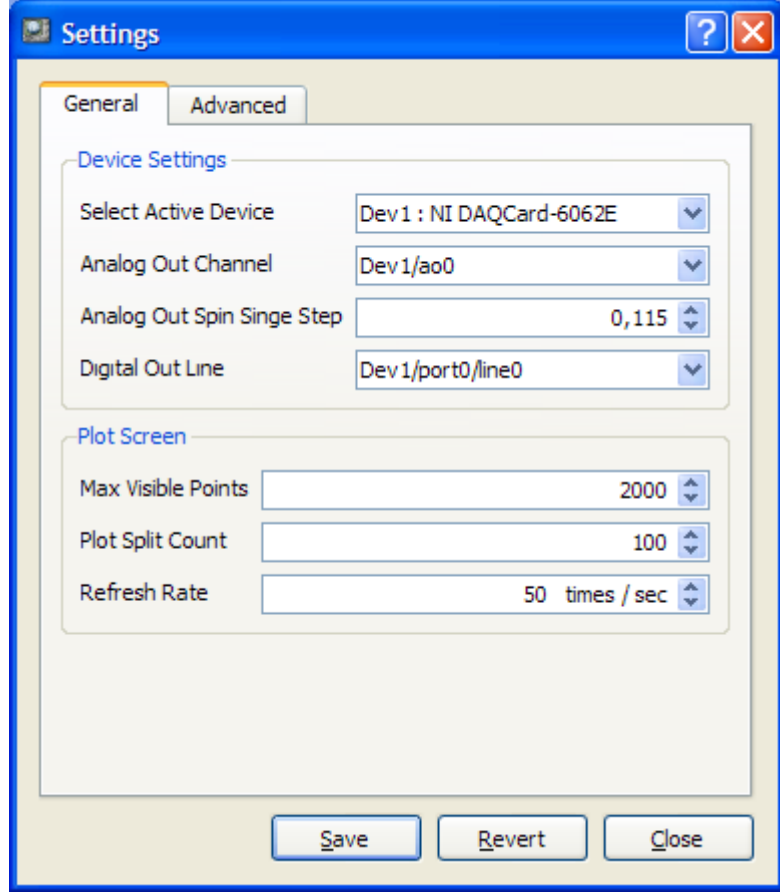 Settings
General Advanced
Device Settings
Select Active Device Dev1 : NI DAQCard-6062E
Analog Out Channel Dev1/ao0
Analog Out Spin Singe Step 0,115
Digital Out Line Dev1/port0/line0
Plot Screen
Max Visible Points 2000
Plot Split Count 100
Refresh Rate 50 times / sec
Save Revert Close